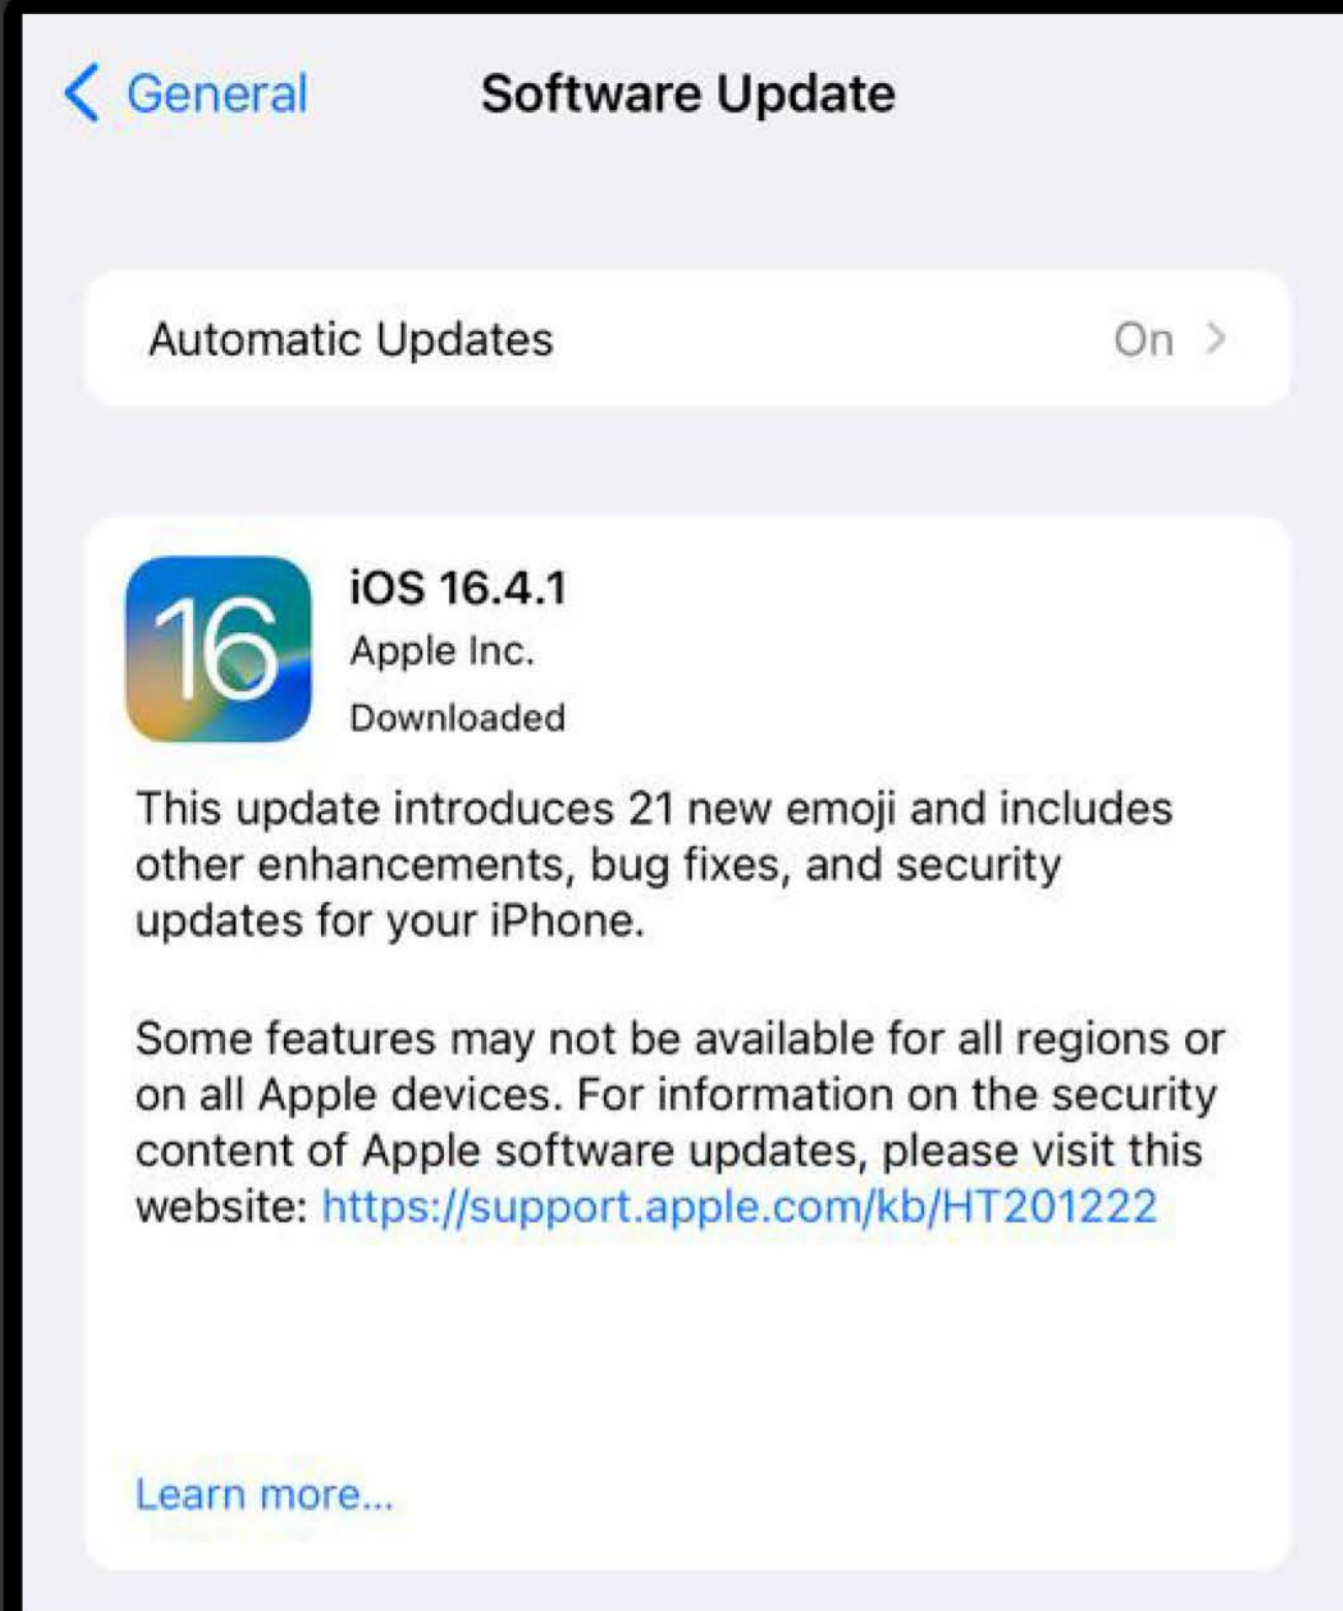 General
Software Update
Automatic Updates On
16
iOS 16.4.1
Apple Inc.
Downloaded
This update introduces 21 new emoji and includes
other enhancements, bug fixes, and security
updates for your iPhone.
Some features may not be available for all regions or
on all Apple devices. For information on the security
content of Apple software updates, please visit this
website: https://support.apple.com/kb/HT201222
Learn more...